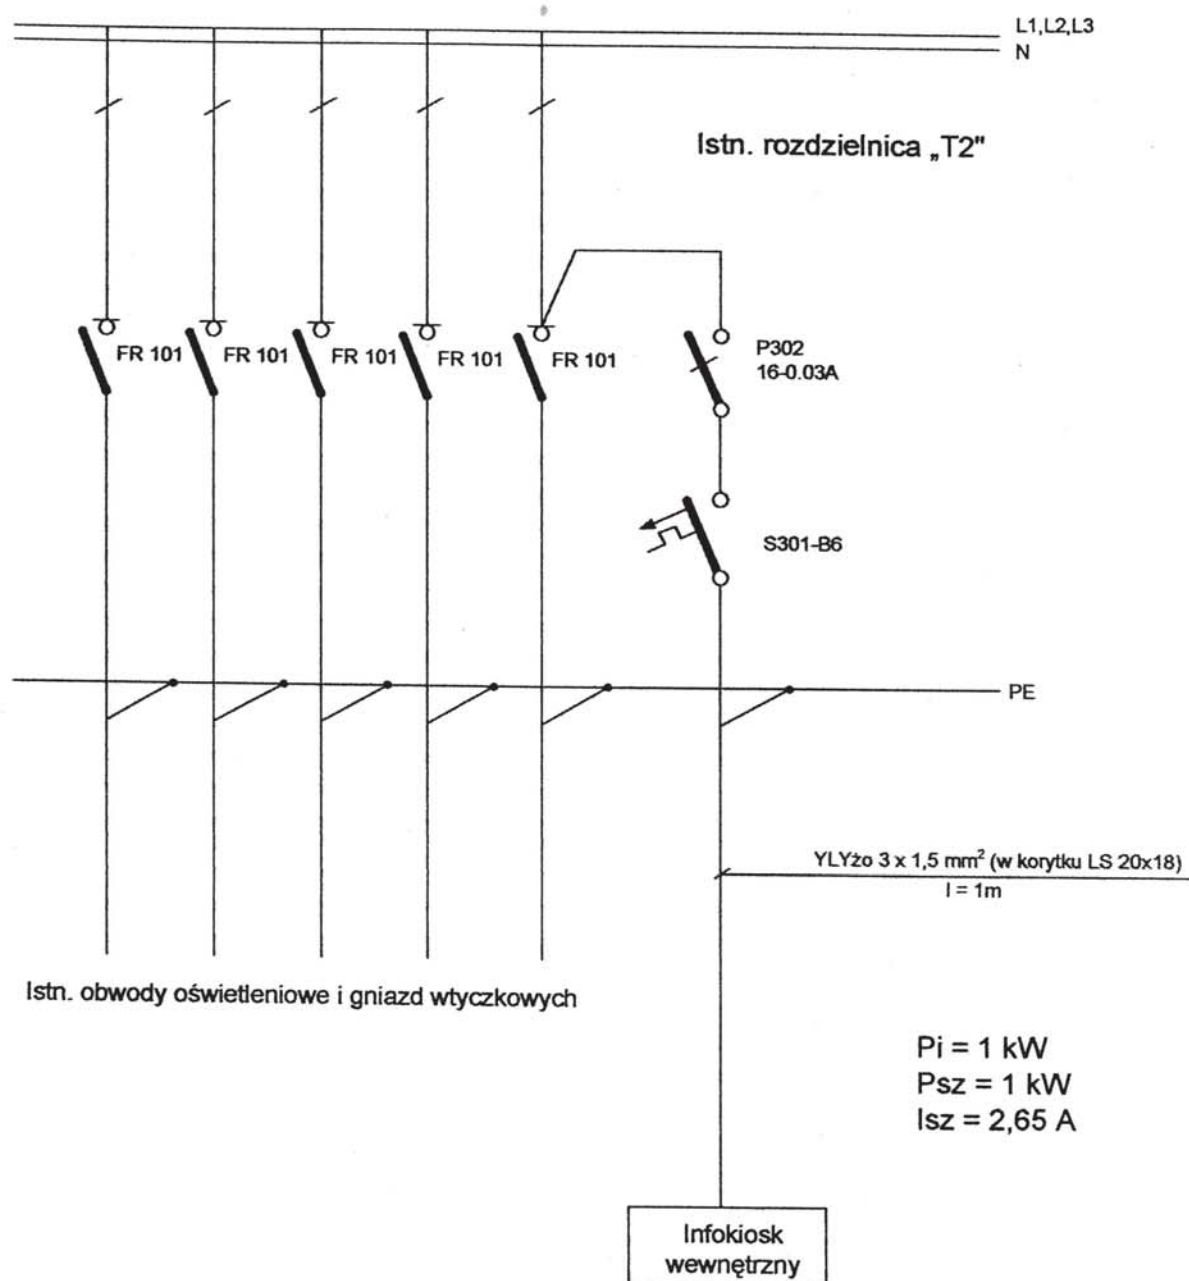 L1,L2,L3
N
Istn. rozdzielnica „T2"
FR 101
FR 101
FR 101
FR 101
FR 101
P302
16-0.03A
S301-B6
PE
YLYżo 3 x 1,5 mm² (w korytku LS 20x18)
l = 1m
Istn. obwody oświetleniowe i gniazd wtyczkowych
Pi = 1 kW
Psz = 1 kW
Isz = 2,65 A
Infokiosk
wewnętrzny